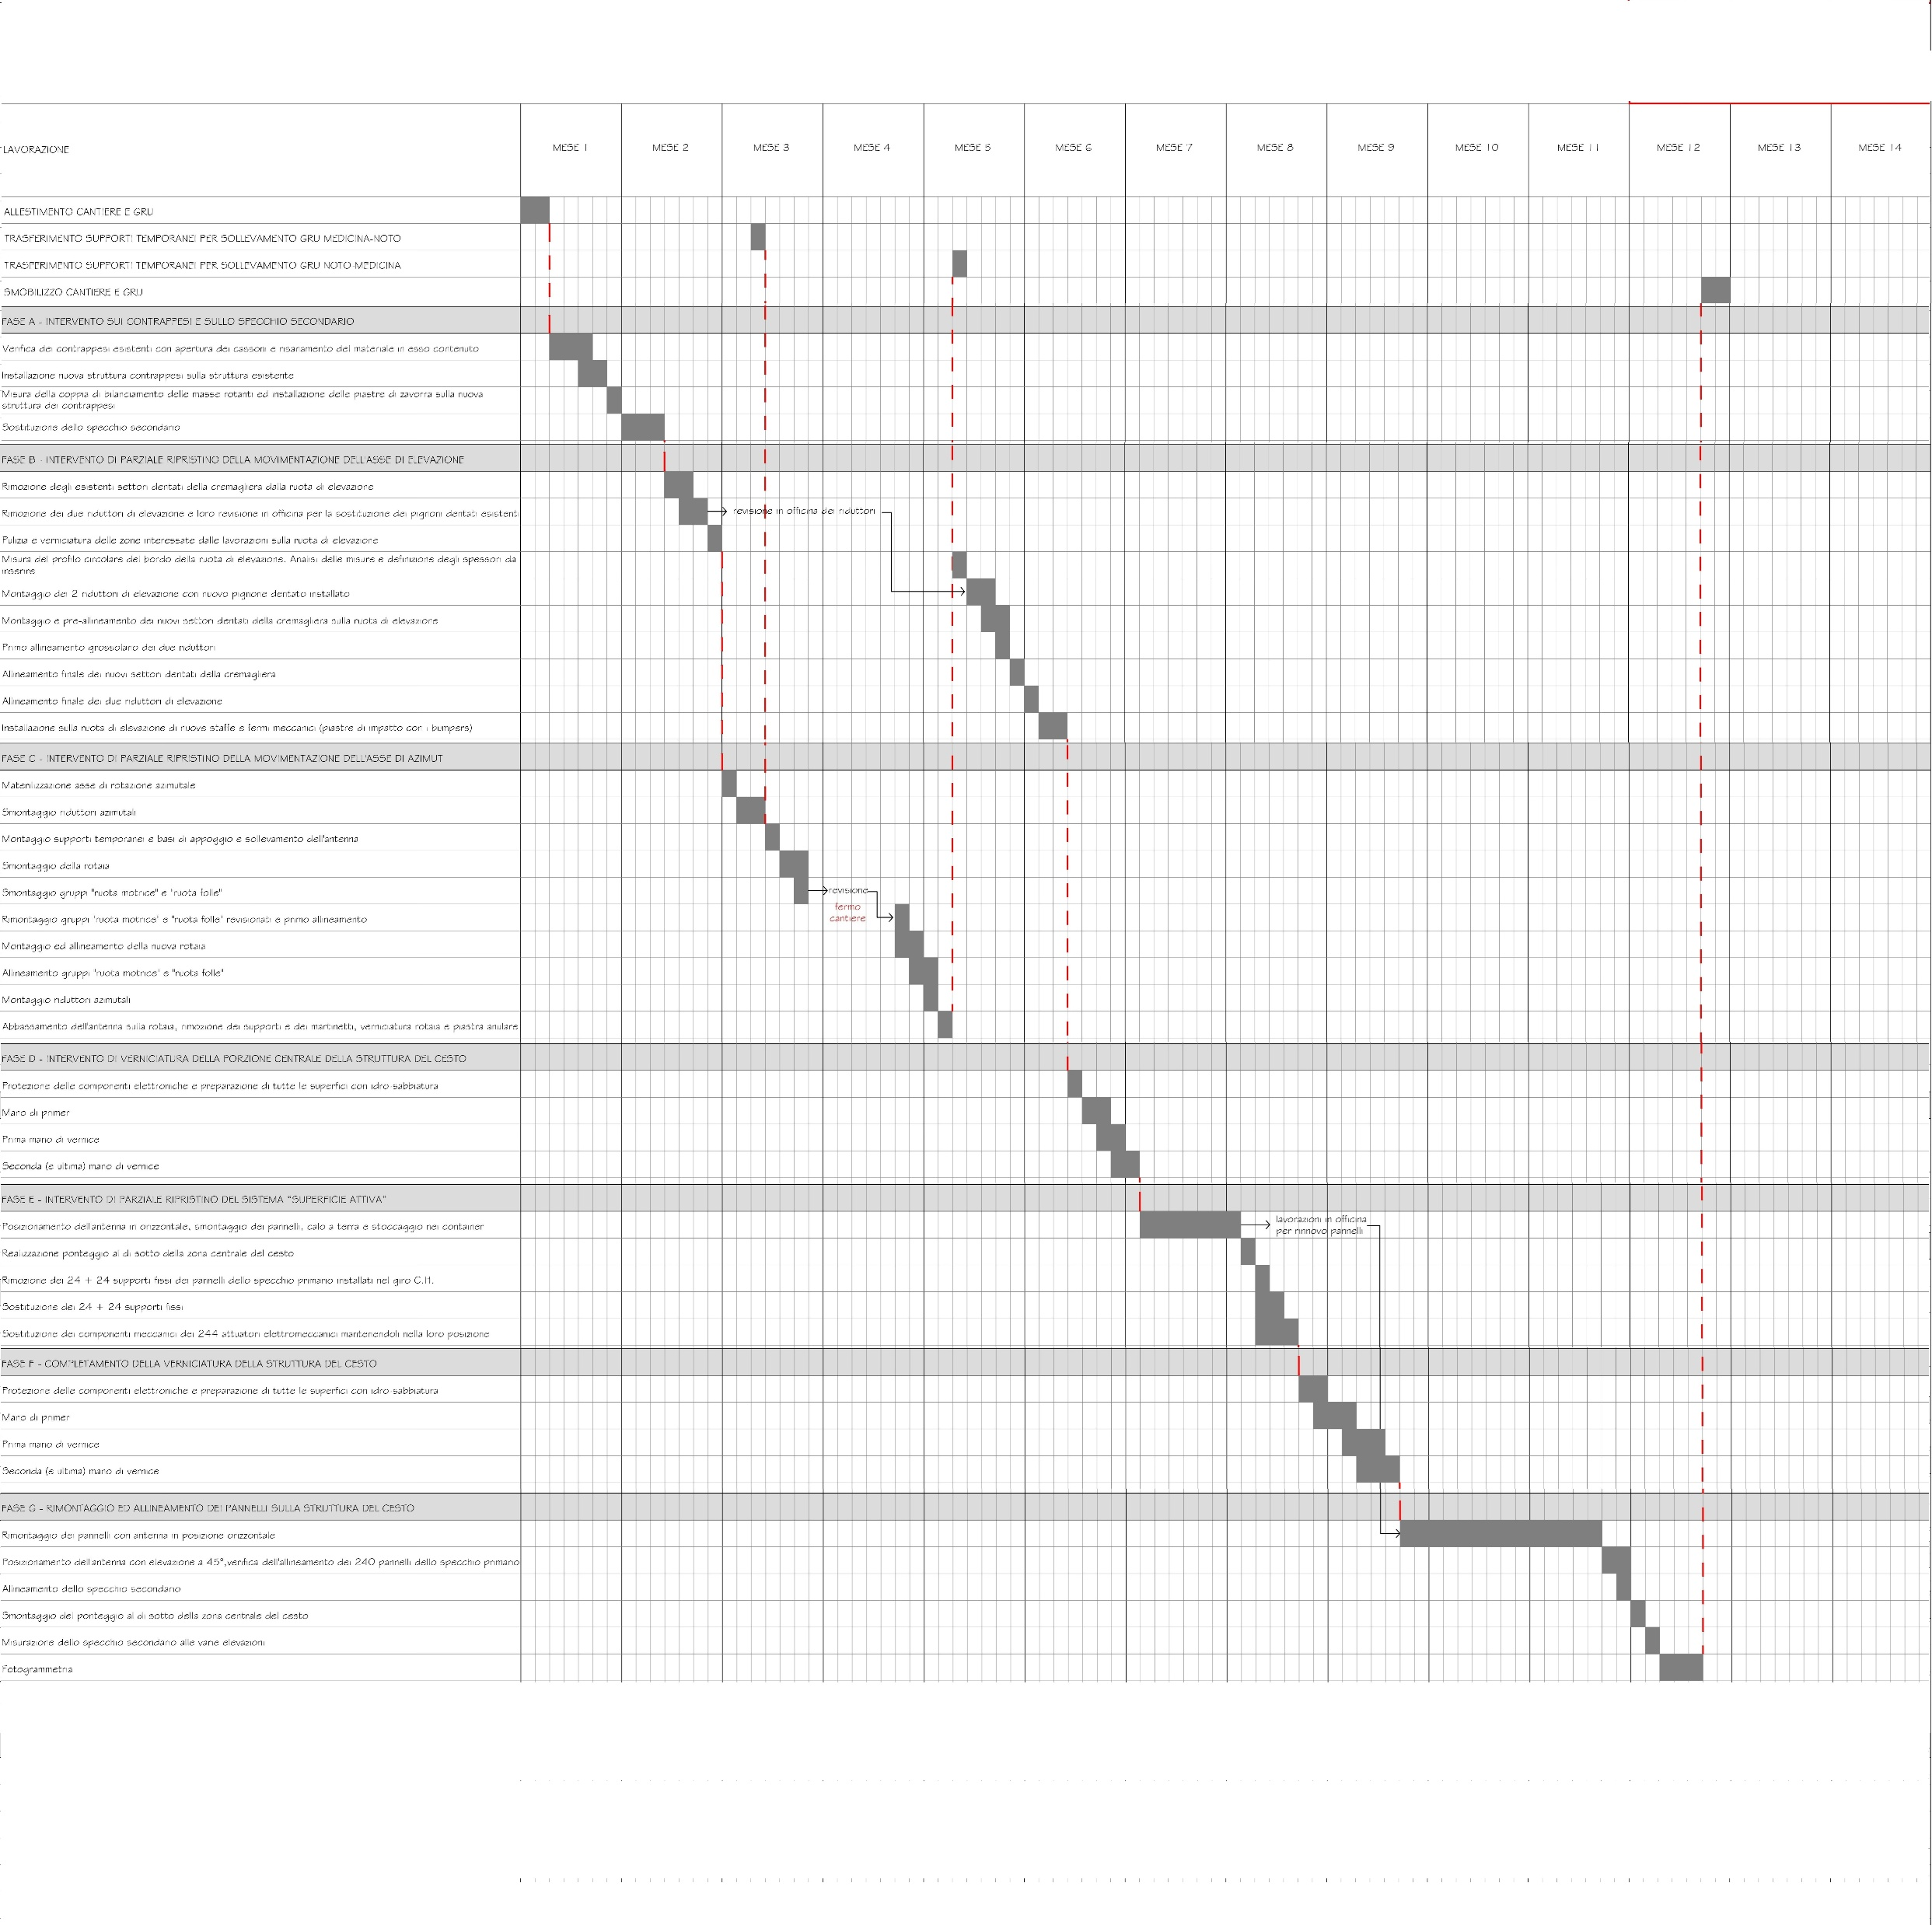 LAVORAZIONE
MESE 1
MESE 2
MESE 3
MESE 4
MESE 5
MESE 6
MESE 7
MESE 8
MESE 9
MESE 10
MESE 11
MESE 12
MESE 13
MESE 14
ALLESTIMENTO CANTIERE E GRU
TRASFERIMENTO SUPPORTI TEMPORANEI PER SOLLEVAMENTO GRU MEDICINA-NOTO
TRASFERIMENTO SUPPORTI TEMPORANEI PER SOLLEVAMENTO GRU NOTO-MEDICINA
SMOBILIZZO CANTIERE E GRU
FASE A - INTERVENTO SUI CONTRAPPESI E SULLO SPECCHIO SECONDARIO
Verifica dei contrappesi esistenti con apertura dei cassoni e risanamento del materiale in esso contenuto
Installazione nuova struttura contrappesi sulla struttura esistente
Misura della coppia di bilanciamento delle masse rotanti ed installazione delle piastre di zavorra sulla nuova
struttura dei contrappesi
Sostituzione dello specchio secondario
FASE B - INTERVENTO DI PARZIALE RIPRISTINO DELLA MOVIMENTAZIONE DELL'ASSE DI ELEVAZIONE
Rimozione degli esistenti settori dentati della cremagliera dalla ruota di elevazione
Rimozione dei due riduttori di elevazione e loro revisione in officina per la sostituzione dei pignoni dentati esistenti
revisione in officina dei riduttori
Pulizia e verniciatura delle zone interessate dalle lavorazioni sulla ruota di elevazione
Misura del profilo circolare del bordo della ruota di elevazione. Analisi delle misure e definizione degli spessori da
inserire
Montaggio dei 2 riduttori di elevazione con nuovo pignone dentato installato
Montaggio e pre-allineamento dei nuovi settori dentati della cremagliera sulla ruota di elevazione
Primo allineamento grossolano dei due riduttori
Allineamento finale dei nuovi settori dentati della cremagliera
Allineamento finale dei due riduttori di elevazione
Installazione sulla ruota di elevazione di nuove staffe e fermi meccanici (piastre di impatto con i bumpers)
FASE C - INTERVENTO DI PARZIALE RIPRISTINO DELLA MOVIMENTAZIONE DELL'ASSE DI AZIMUT
Materilizzazione asse di rotazione azimutale
Smontaggio riduttori azimutali
Montaggio supporti temporanei e basi di appoggio e sollevamento dell'antenna
Smontaggio della rotaia
Smontaggio gruppi "ruota motrice" e "ruota folle"
revisione
fermo
cantiere
Rimontaggio gruppi "ruota motrice" e "ruota folle" revisionati e primo allineamento
Montaggio ed allineamento della nuova rotaia
Allineamento gruppi "ruota motrice" e "ruota folle"
Montaggio riduttori azimutali
Abbassamento dell'antenna sulla rotaia, rimozione dei supporti e dei martinetti, verniciatura rotaia e piastra anulare
FASE D - INTERVENTO DI VERNICIATURA DELLA PORZIONE CENTRALE DELLA STRUTTURA DEL CESTO
Protezione delle componenti elettroniche e preparazione di tutte le superfici con idro-sabbiatura
Mano di primer
Prima mano di vernice
Seconda (e ultima) mano di vernice
FASE E - INTERVENTO DI PARZIALE RIPRISTINO DEL SISTEMA "SUPERFICIE ATTIVA"
Posizionamento dell'antenna in orizzontale, smontaggio dei pannelli, calo a terra e stoccaggio nei container
lavorazioni in officina
per rinnovo pannelli
Realizzazione ponteggio al di sotto della zona centrale del cesto
Rimozione dei 24 + 24 supporti fissi dei pannelli dello specchio primario installati nel giro C.11.
Sostituzione dei 24 + 24 supporti fissi
Sostituzione dei componenti meccanici dei 244 attuatori elettromeccanici mantenendoli nella loro posizione
FASE F - COMPLETAMENTO DELLA VERNICIATURA DELLA STRUTTURA DEL CESTO
Protezione delle componenti elettroniche e preparazione di tutte le superfici con idro-sabbiatura
Mano di primer
Prima mano di vernice
Seconda (e ultima) mano di vernice
FASE G - RIMONTAGGIO ED ALLINEAMENTO DEI PANNELLI SULLA STRUTTURA DEL CESTO
Rimontaggio dei pannelli con antenna in posizione orizzontale
Posizionamento dell'antenna con elevazione a 45°,verifica dell'allineamento dei 240 pannelli dello specchio primario
Allineamento dello specchio secondario
Smontaggio del ponteggio al di sotto della zona centrale del cesto
Misurazione dello specchio secondario alle varie elevazioni
Fotogrammetria